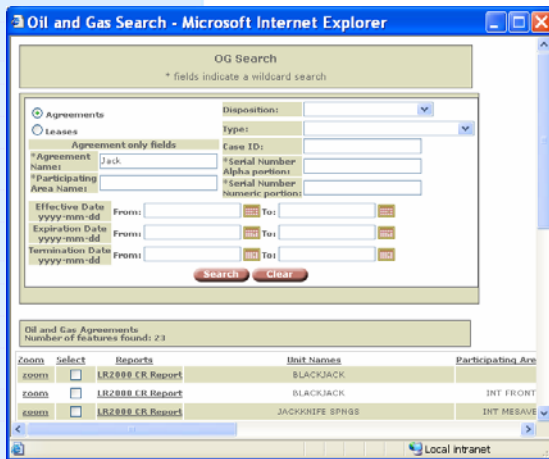 Oil and Gas Search - Microsoft Internet Explorer
OG Search
* fields indicate a wildcard search
Agreements
Leases
Agreement only fields
*Agreement Name: Jack
*Participating Area Name:
Disposition:
Type:
Case ID:
*Serial Number Alpha portion:
*Serial Number Numeric portion:
Effective Date yyyy-mm-dd From: To:
Expiration Date yyyy-mm-dd From: To:
Termination Date yyyy-mm-dd From: To:
Search Clear
Oil and Gas Agreements
Number of features found: 23
Zoom Select Reports Unit Names Participating Are
zoom LR2000 CR Report BLACKJACK
zoom LR2000 CR Report BLACKJACK INT FRONT
zoom LR2000 CR Report JACKKNIFE SPNGS INT MESAVE
Local intranet